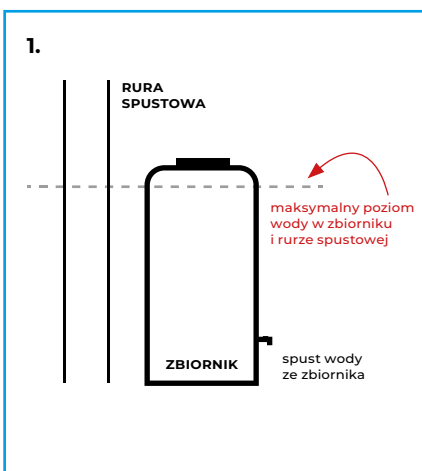 1.
RURA
SPUSTOWA
maksymalny poziom
wody w zbiorniku
i rurze spustowej
ZBIORNIK
spust wody
ze zbiornika